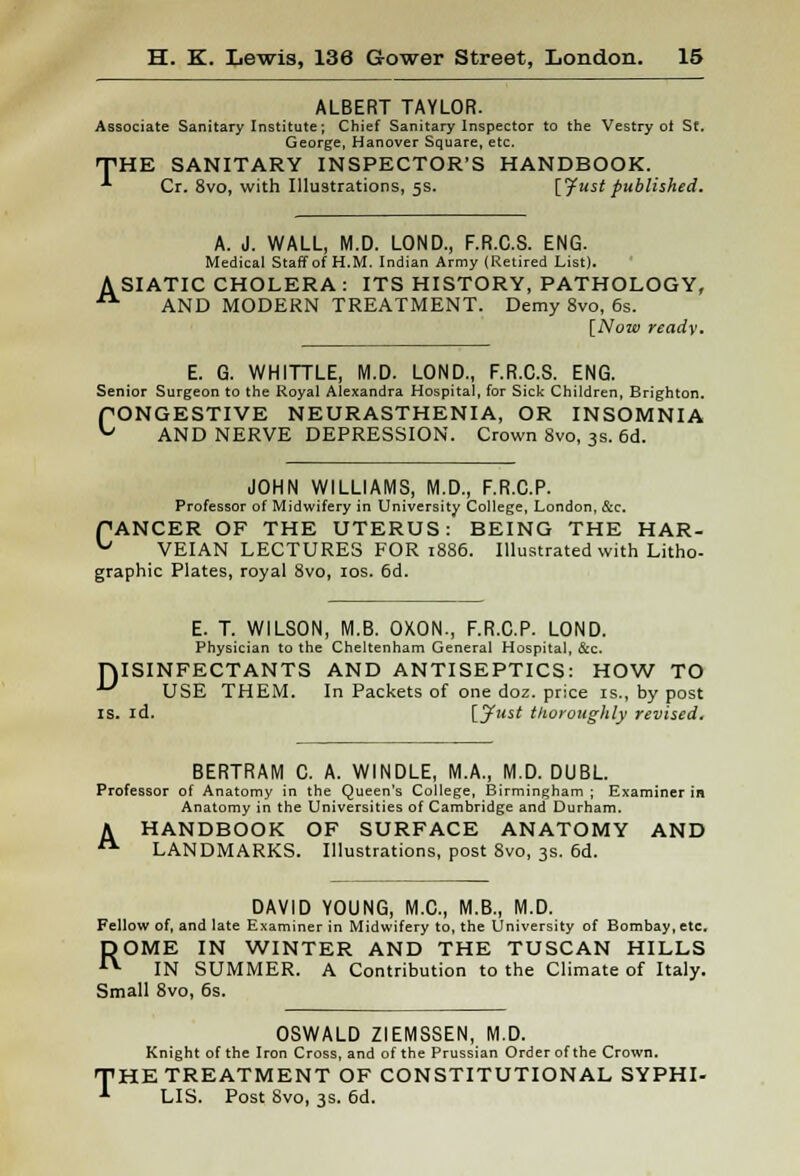 H. K. Lewis, 136 Gower Street, London. 15
ALBERT TAYLOR.
Associate Sanitary Institute; Chief Sanitary Inspector to the Vestry of St.
George, Hanover Square, etc.
THE SANITARY INSPECTOR'S HANDBOOK.
Cr. 8vo, with Illustrations, 5s. [Just published.
A. J. WALL, M.D. LOND., F.R.C.S. ENG.
Medical Staff of H.M. Indian Army (Retired List).
ASIATIC CHOLERA: ITS HISTORY, PATHOLOGY,
AND MODERN TREATMENT. Demy 8vo, 6s.
[Now ready.
E. G. WHITTLE, M.D. LOND., F.R.C.S. ENG.
Senior Surgeon to the Royal Alexandra Hospital, for Sick Children, Brighton.
CONGESTIVE NEURASTHENIA, OR INSOMNIA
AND NERVE DEPRESSION. Crown 8vo, 3s. 6d.
JOHN WILLIAMS, M.D., F.R.C.P.
Professor of Midwifery in University College, London, &c.
CANCER OF THE UTERUS: BEING THE HAR-
VEIAN LECTURES FOR 1886. Illustrated with Litho-
graphic Plates, royal 8vo, 10s. 6d.
E. T. WILSON, M.B. OXON., F.R.C.P. LOND.
Physician to the Cheltenham General Hospital, &c.
DISINFECTANTS AND ANTISEPTICS: HOW TO
USE THEM. In Packets of one doz. price 1s., by post
1s. 1d. [Just thoroughly revised.
BERTRAM C. A. WINDLE, M.A., M.D. DUBL.
Professor of Anatomy in the Queen's College, Birmingham; Examiner in
Anatomy in the Universities of Cambridge and Durham.
A HANDBOOK OF SURFACE ANATOMY AND
LANDMARKS. Illustrations, post 8vo, 3s. 6d.
DAVID YOUNG, M.C., M.B., M.D.
Fellow of, and late Examiner in Midwifery to, the University of Bombay, etc.
ROME IN WINTER AND THE TUSCAN HILLS
IN SUMMER. A Contribution to the Climate of Italy.
Small 8vo, 6s.
OSWALD ZIEMSSEN, M.D.
Knight of the Iron Cross, and of the Prussian Order of the Crown.
THE TREATMENT OF CONSTITUTIONAL SYPHI-
LIS. Post 8vo, 3s. 6d.